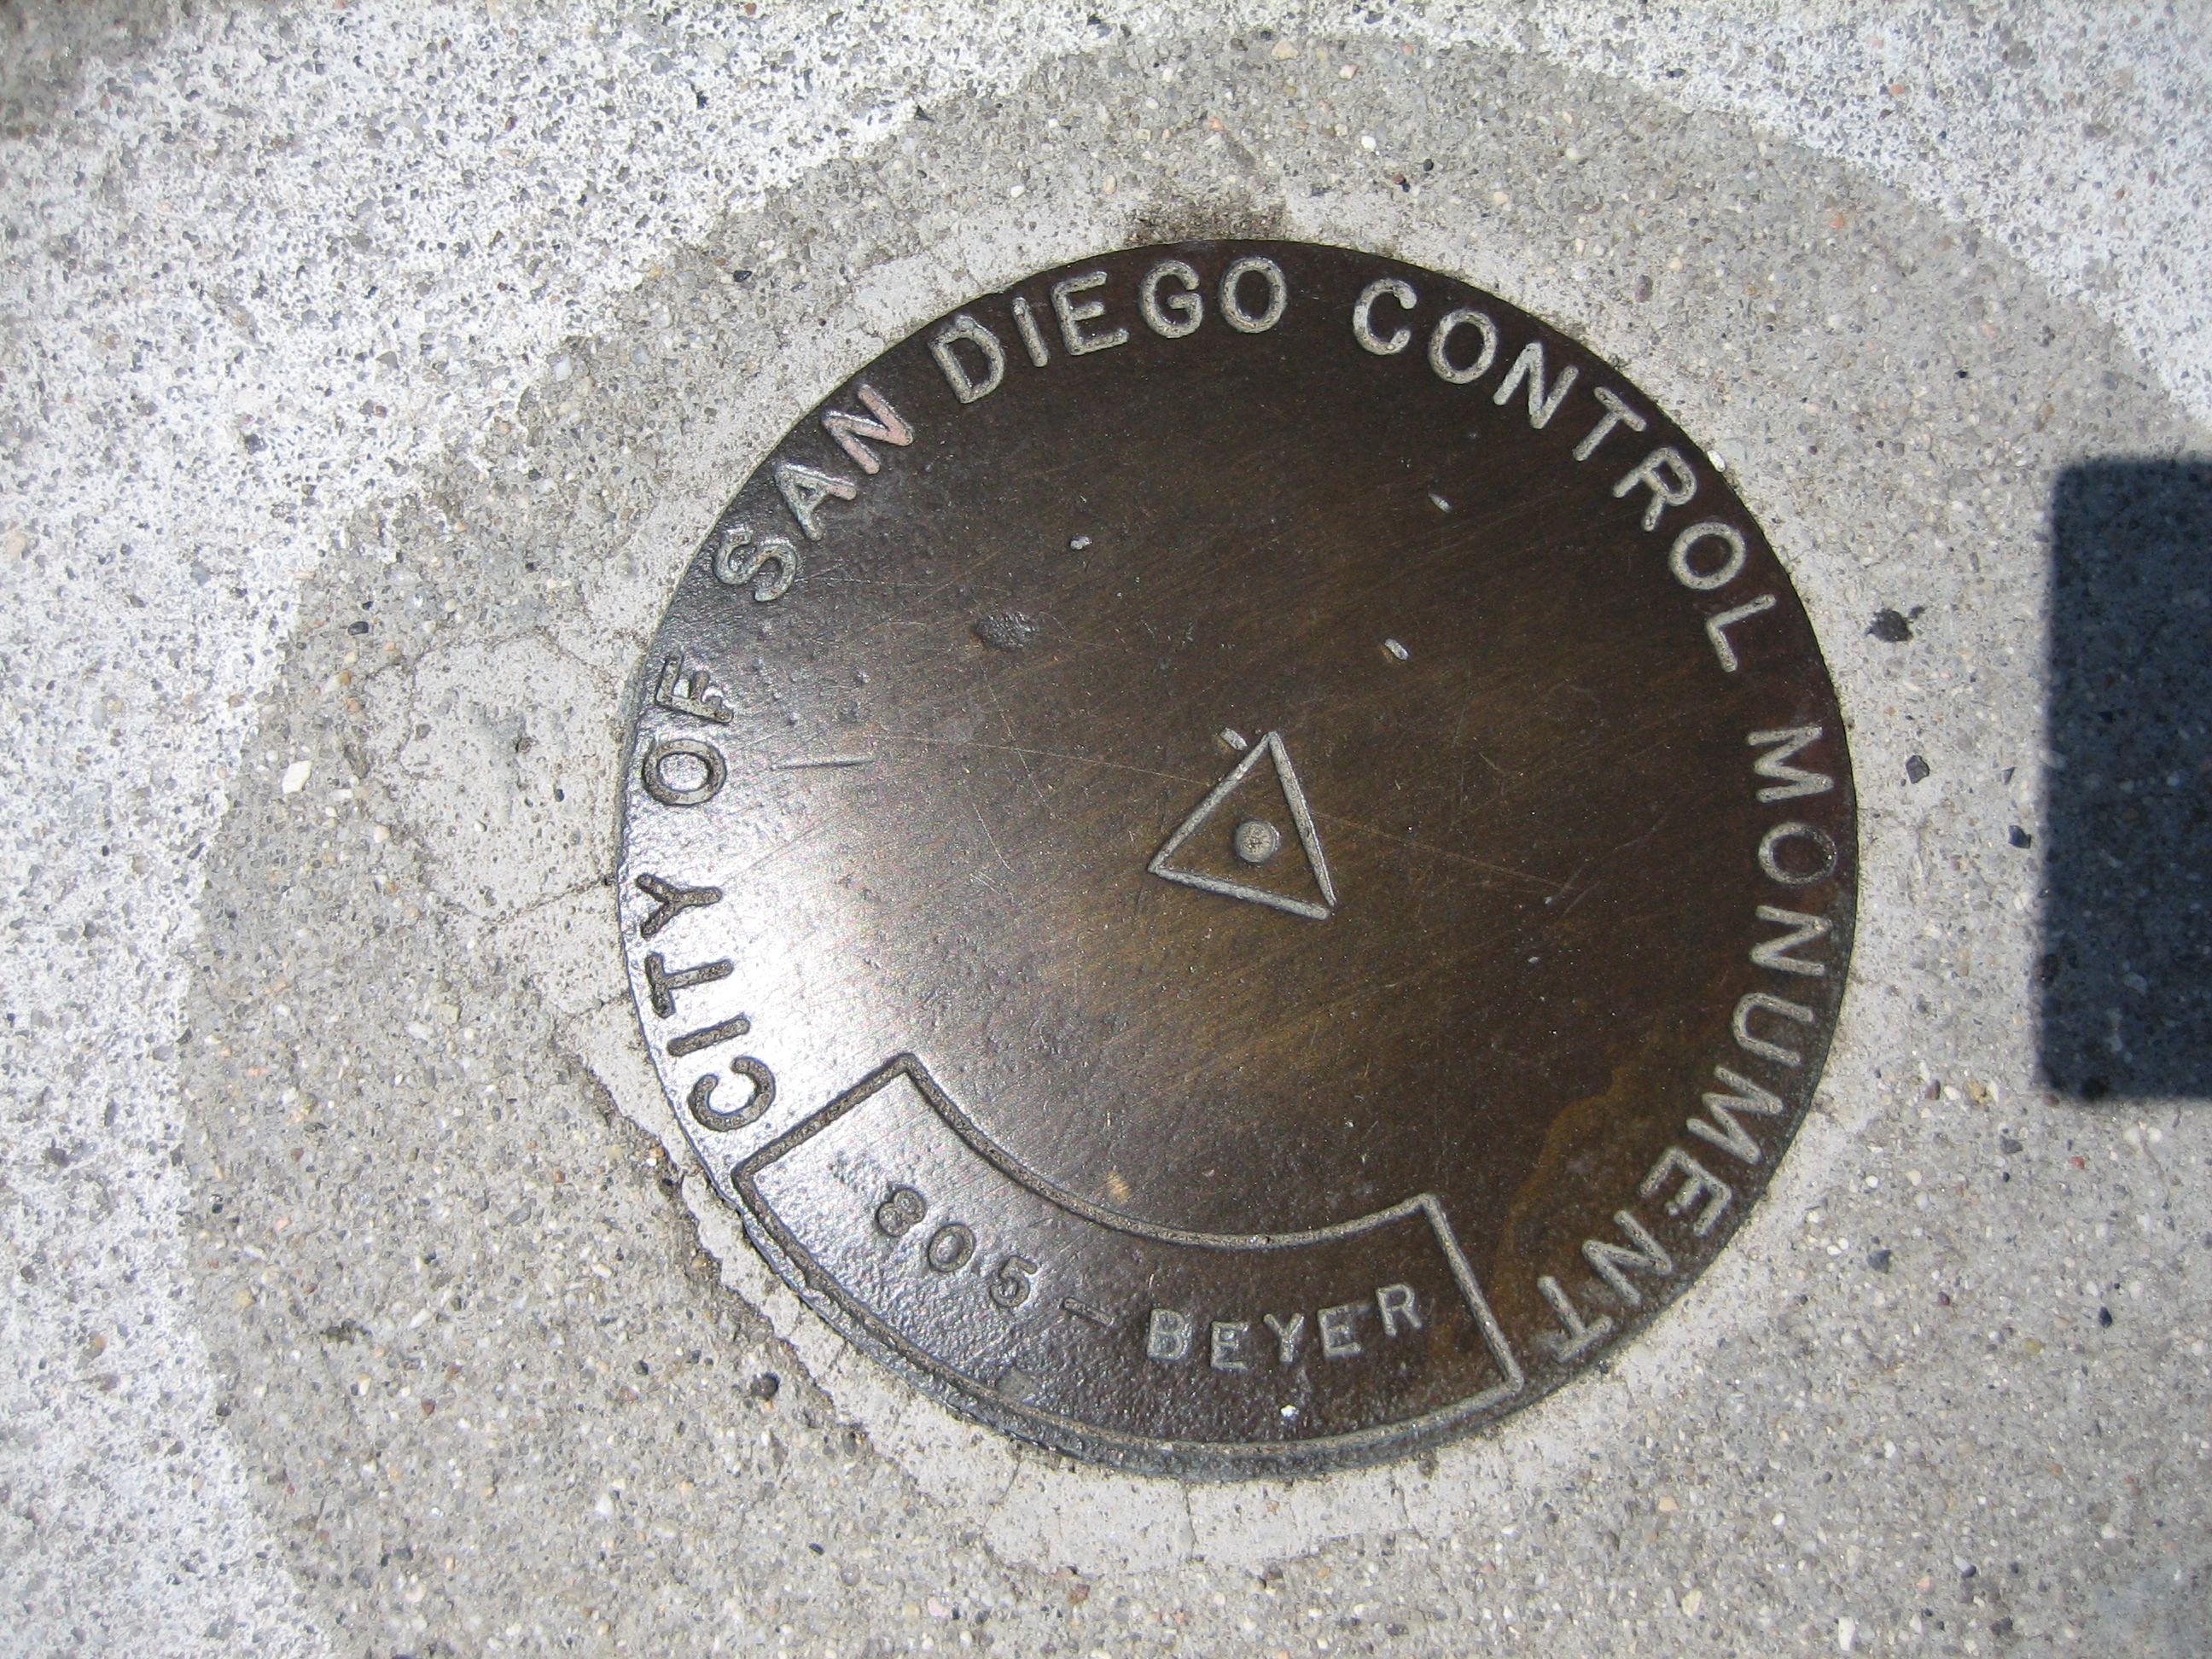 CITY OF SAN DIEGO CONTROL MONUMENT
805 - BEYER